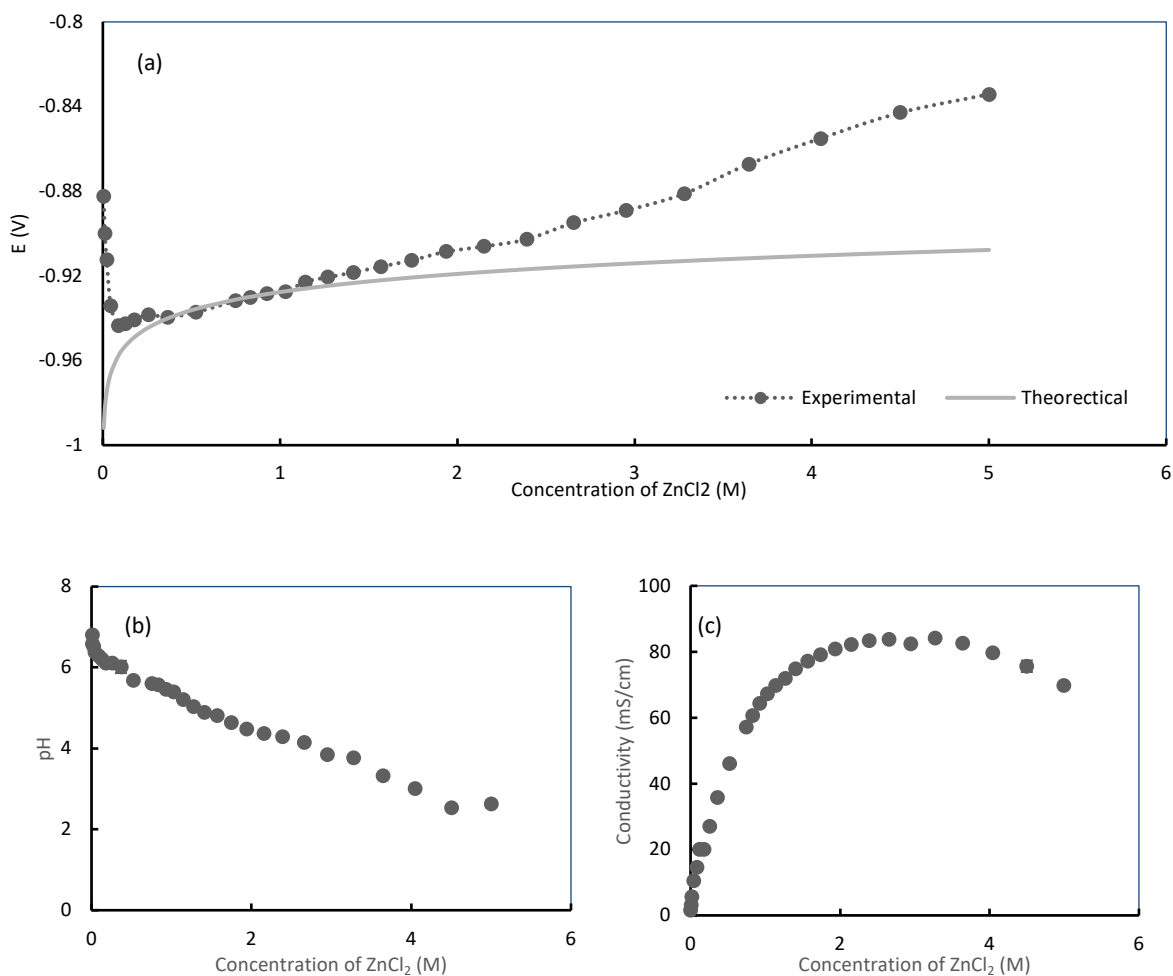 -0.8
(a)
-0.84
-0.88
-0.92
-0.96
-1
E (V)
Experimental
Theorectical
0 1 2 3 4 5 6
Concentration of ZnCl2 (M)
8
(b)
6
4
2
0
pH
0 2 4 6
Concentration of ZnCl₂ (M)
100
(c)
80
60
40
20
0
Conductivity (mS/cm)
0 2 4 6
Concentration of ZnCl₂ (M)